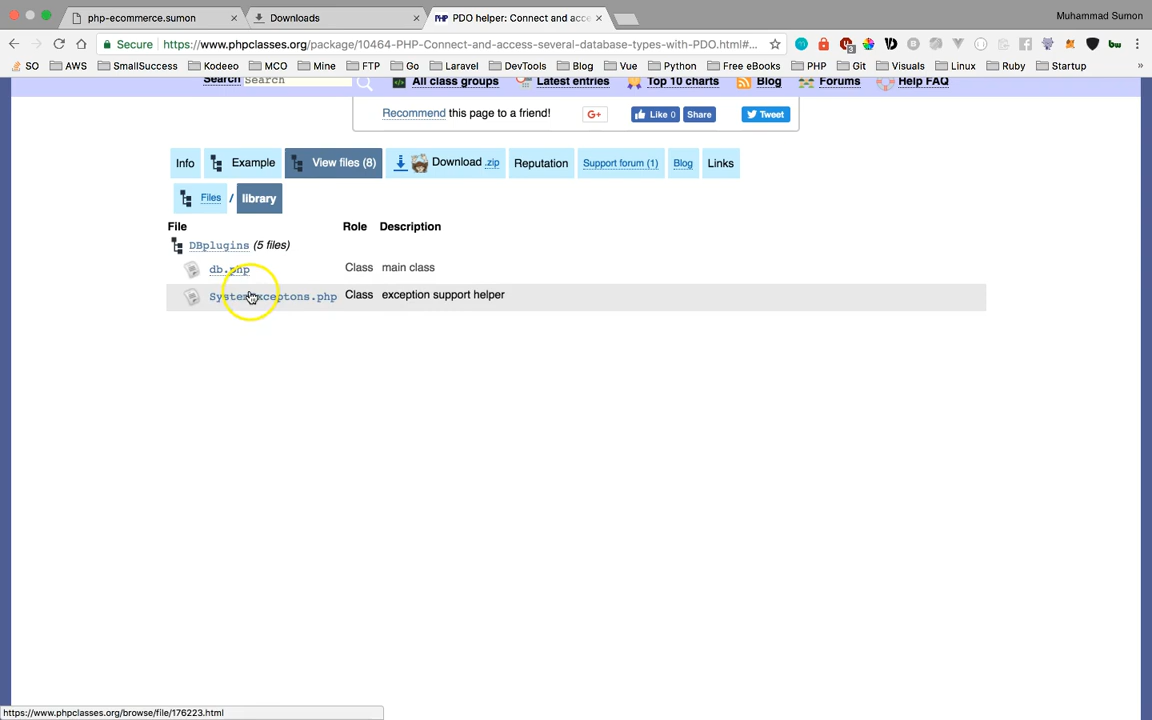 php-ecommerce.sumon
Downloads
PHP PDO helper: Connect and acce
Muhammad Sumon
Secure https://www.phpclasses.org/package/10464-PHP-Connect-and-access-several-database-types-with-PDO.html#...
SO AWS SmallSuccess Kodeeo MCO Mine FTP Go Laravel DevTools Blog Vue Python Free eBooks PHP Git Visuals Linux Ruby Startup »
Search Search All class groups Latest entries Top 10 charts Blog Forums Help FAQ
Recommend this page to a friend! G+ Like 0 Share Tweet
Info Example View files (8) Download .zip Reputation Support forum (1) Blog Links
Files / library
File Role Description
DBplugins (5 files)
db.php Class main class
Class exception support helper
https://www.phpclasses.org/browse/file/176223.html